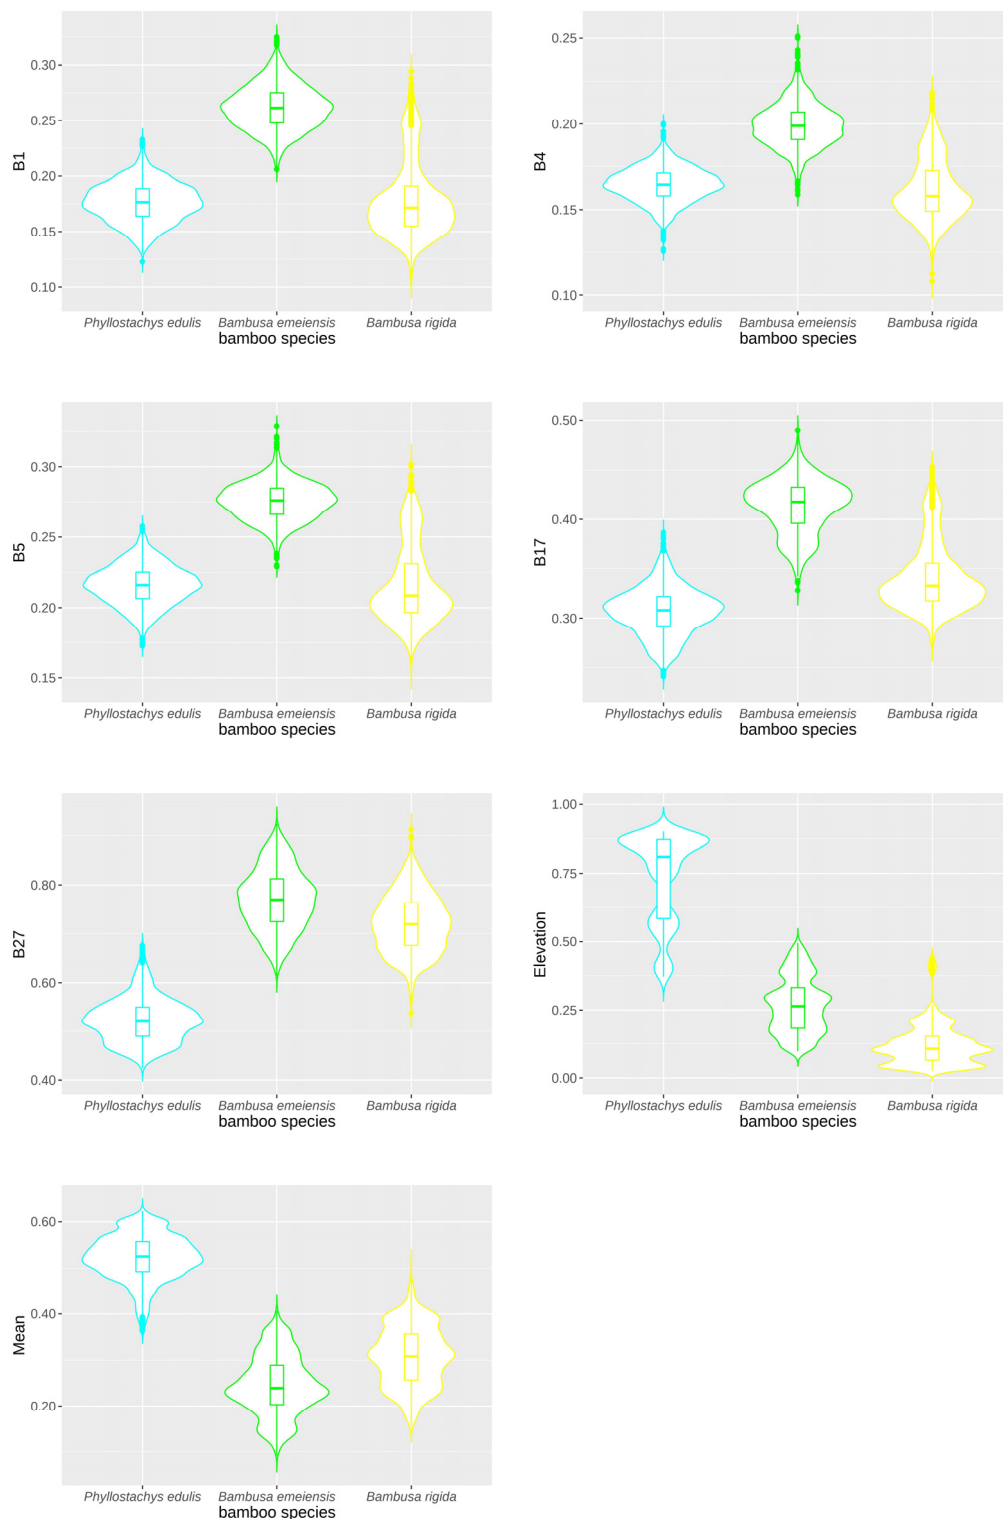 B1
0.30
0.25
0.20
0.15
0.10
Phyllostachys edulis Bambusa emeiensis Bambusa rigida
bamboo species
B4
0.25
0.20
0.15
0.10
Phyllostachys edulis Bambusa emeiensis Bambusa rigida
bamboo species
B5
0.30
0.25
0.20
0.15
Phyllostachys edulis Bambusa emeiensis Bambusa rigida
bamboo species
B17
0.50
0.40
0.30
Phyllostachys edulis Bambusa emeiensis Bambusa rigida
bamboo species
B27
0.80
0.60
0.40
Phyllostachys edulis Bambusa emeiensis Bambusa rigida
bamboo species
Elevation
1.00
0.75
0.50
0.25
0.00
Phyllostachys edulis Bambusa emeiensis Bambusa rigida
bamboo species
Mean
0.60
0.40
0.20
Phyllostachys edulis Bambusa emeiensis Bambusa rigida
bamboo species